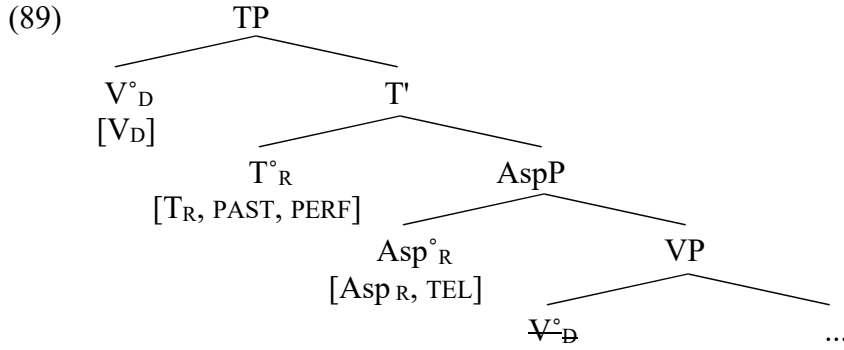 (89) TP
V°D T'
[VD]
T°R AspP
[TR, PAST, PERF]
Asp°R VP
[Asp R, TEL]
V°D ...